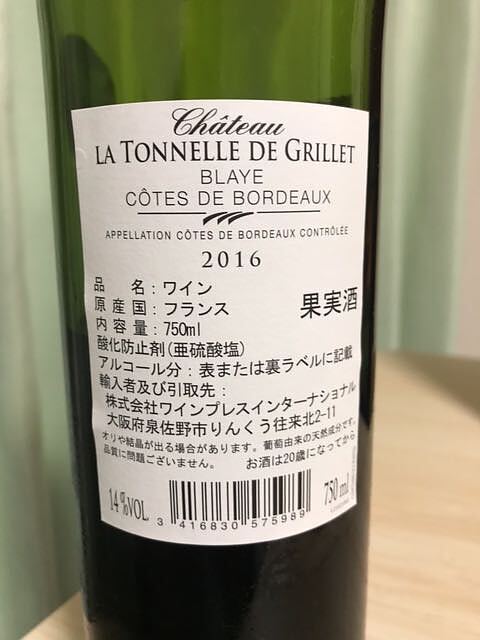 Château
LA TONNELLE DE GRILLET
BLAYE
CÔTES DE BORDEAUX
APPELLATION CÔTES DE BORDEAUX CONTRÔLÉE
2016
品 名：ワイン
原産国：フランス
果実酒
内容量：750ml
酸化防止剤(亜硫酸塩)
アルコール分：表または裏ラベルに記載
輸入者及び引取先：
株式会社ワインプレスインターナショナル
大阪府泉佐野市りんくう往来北2-11
オリや結晶が出る場合があります。葡萄由来の天然成分です。
品質に問題ございません。 お酒は20歳になってから
14%VOL.
3 416830 575989
750 ml